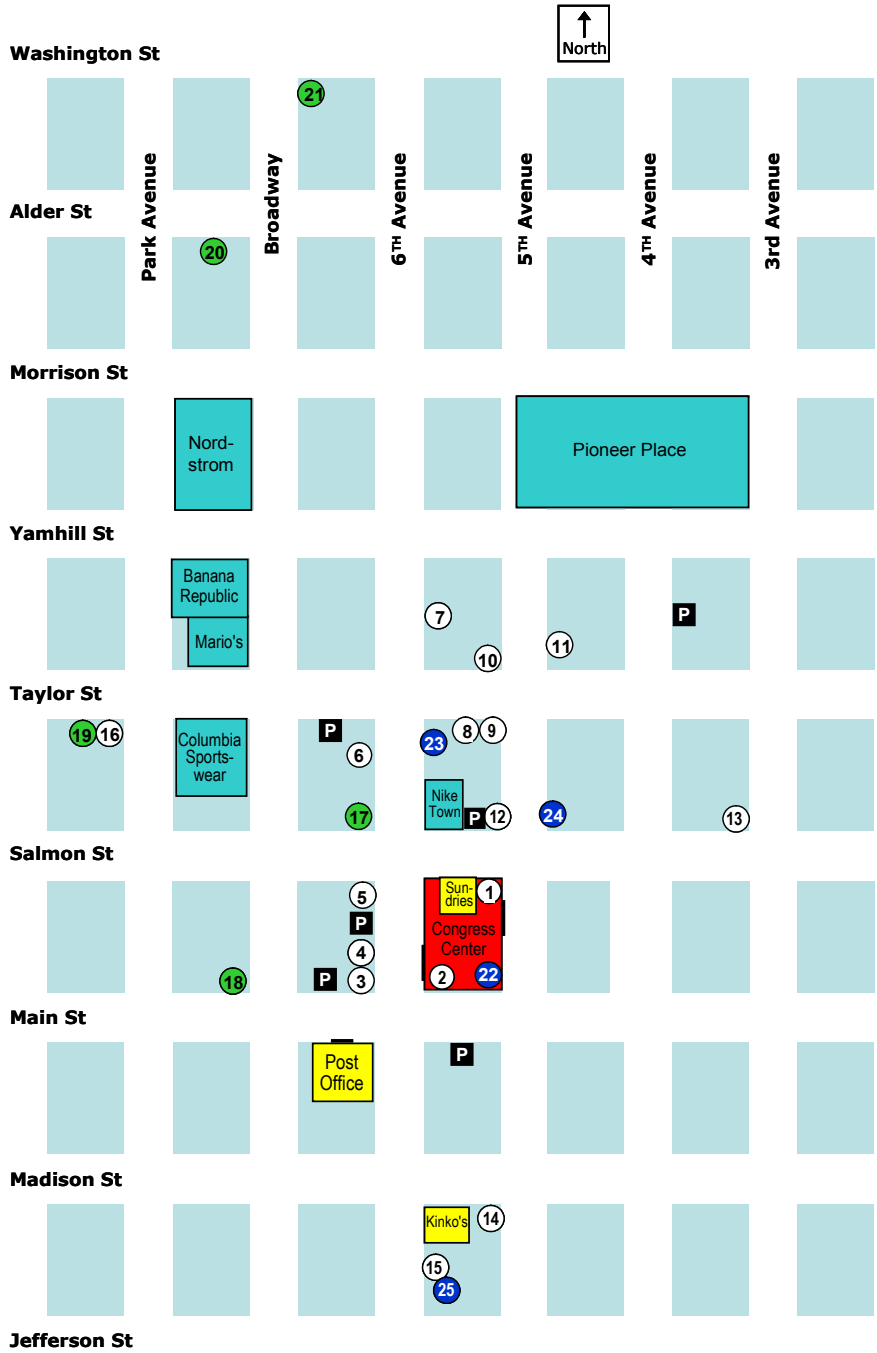 North
Washington St
21
Park Avenue
Broadway
6TH Avenue
5TH Avenue
4TH Avenue
3rd Avenue
Alder St
20
Morrison St
Nord-
strom
Pioneer Place
Yamhill St
Banana
Republic
Mario's
7
10
11
P
Taylor St
19
16
Columbia
Sports-
wear
P
6
17
23
8
9
Nike
Town
P
12
24
13
Salmon St
5
P
4
P
3
18
Sun-
dries
1
Congress
Center
2
22
Main St
Post
Office
P
Madison St
Kinko's
14
15
25
Jefferson St